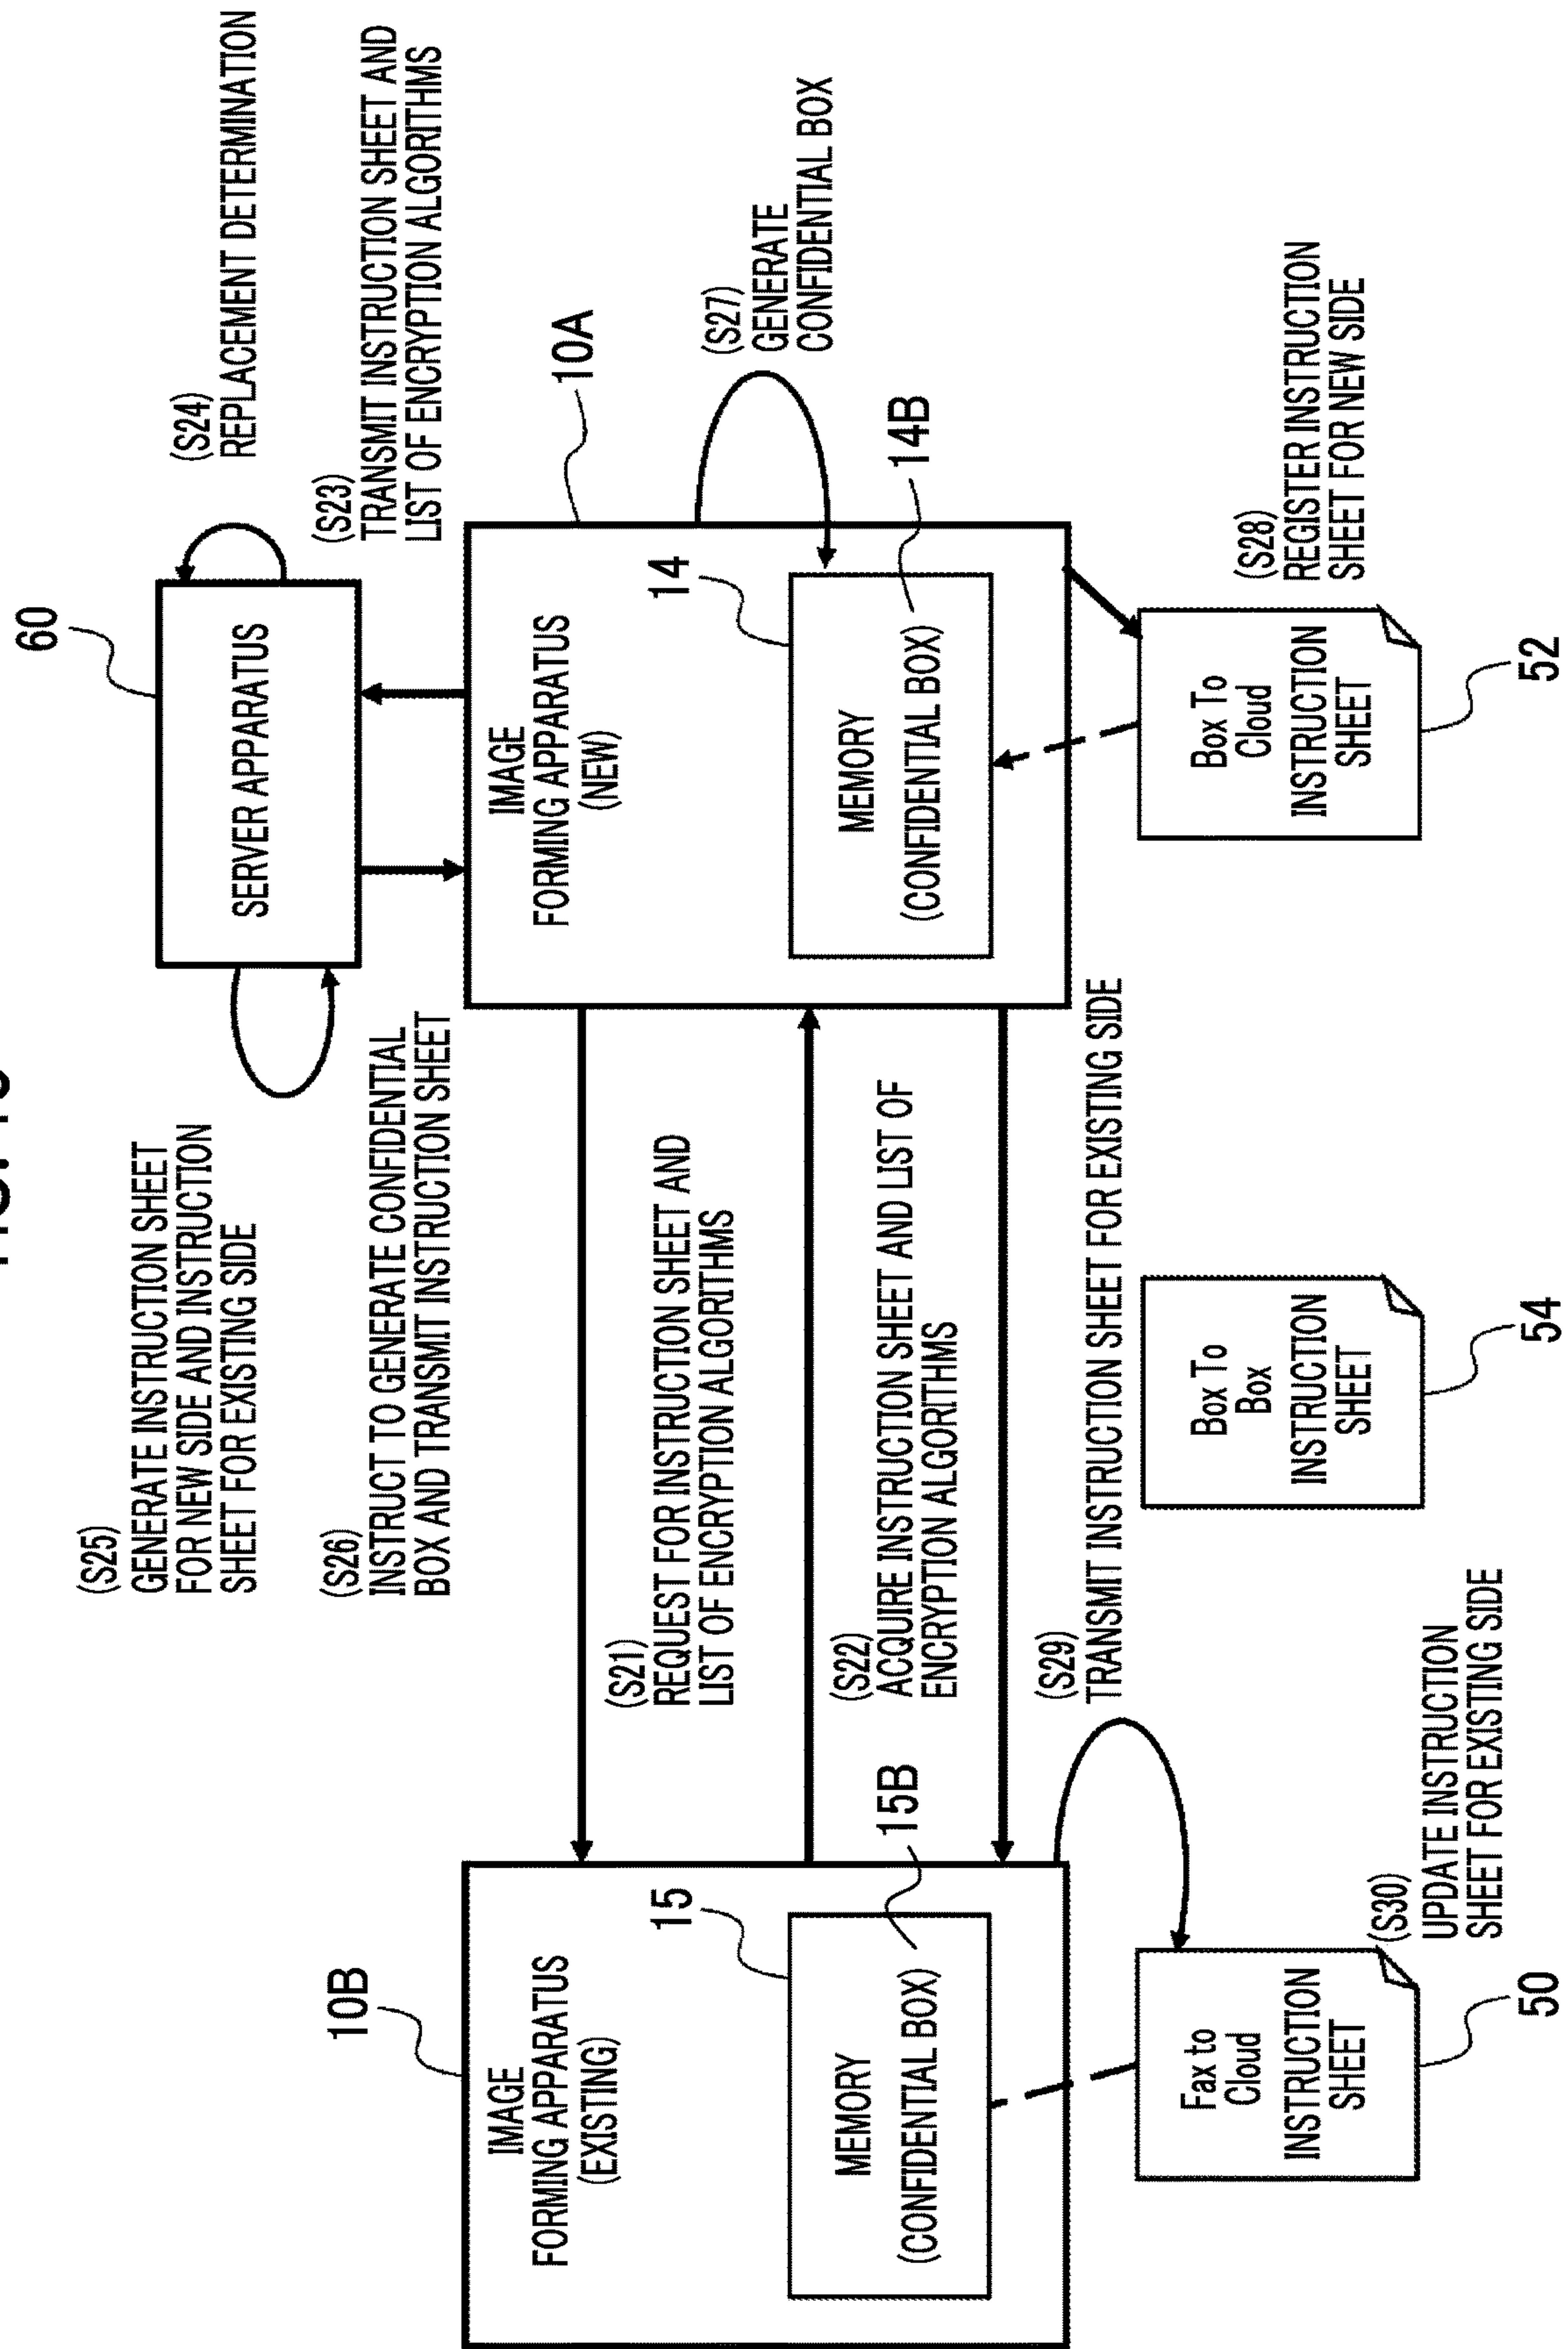 60
SERVER APPARATUS
(S24)
REPLACEMENT DETERMINATION
(S23)
TRANSMIT INSTRUCTION SHEET AND
LIST OF ENCRYPTION ALGORITHMS
(S25)
GENERATE INSTRUCTION SHEET
FOR NEW SIDE AND INSTRUCTION
SHEET FOR EXISTING SIDE
(S26)
INSTRUCT TO GENERATE CONFIDENTIAL
BOX AND TRANSMIT INSTRUCTION SHEET
10B
IMAGE
FORMING APPARATUS
(EXISTING)
15
MEMORY
(CONFIDENTIAL BOX)
15B
(S21)
REQUEST FOR INSTRUCTION SHEET AND
LIST OF ENCRYPTION ALGORITHMS
(S22)
ACQUIRE INSTRUCTION SHEET AND LIST OF
ENCRYPTION ALGORITHMS
(S29)
TRANSMIT INSTRUCTION SHEET FOR EXISTING SIDE
10A
IMAGE
FORMING APPARATUS
(NEW)
14
MEMORY
(CONFIDENTIAL BOX)
14B
(S27)
GENERATE
CONFIDENTIAL BOX
Fax to
Cloud
INSTRUCTION
SHEET
50
(S30)
UPDATE INSTRUCTION
SHEET FOR EXISTING SIDE
Box To
Box
INSTRUCTION
SHEET
54
Box To
Cloud
INSTRUCTION
SHEET
52
(S28)
REGISTER INSTRUCTION
SHEET FOR NEW SIDE